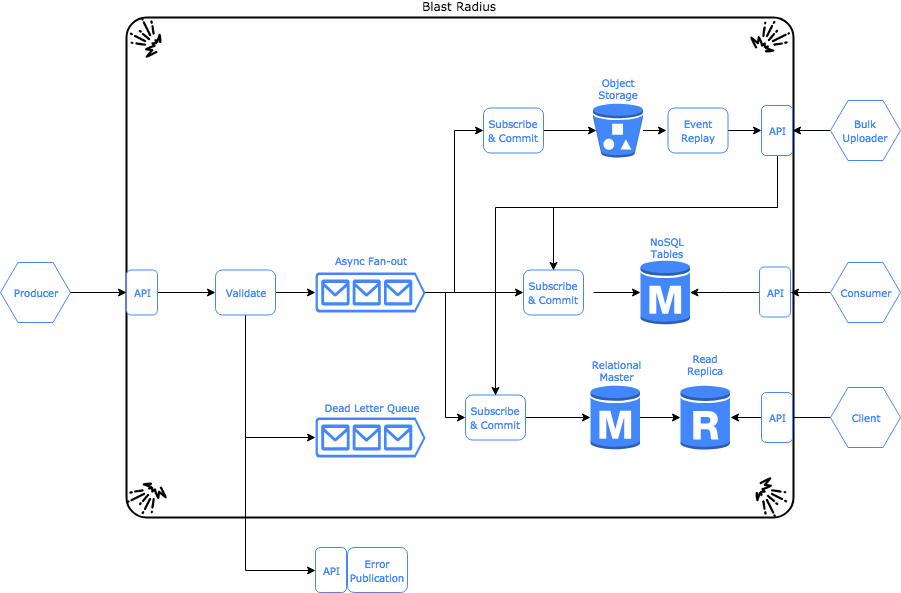 Blast Radius
Object
Storage
Subscribe
& Commit
Event
Replay
API
Bulk
Uploader
Async Fan-out
NoSQL
Tables
Producer
API
Validate
Subscribe
& Commit
M
API
Consumer
Relational
Master
Read
Replica
Dead Letter Queue
Subscribe
& Commit
M
R
API
Client
API
Error
Publication